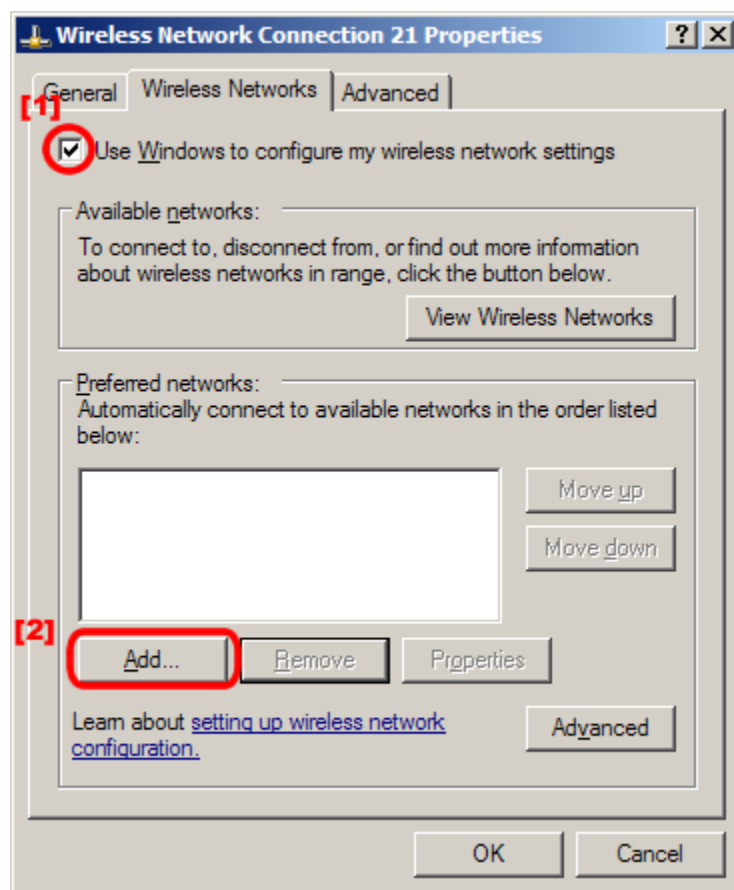 Wireless Network Connection 21 Properties
General Wireless Networks Advanced
[1]
Use Windows to configure my wireless network settings
Available networks:
To connect to, disconnect from, or find out more information
about wireless networks in range, click the button below.
View Wireless Networks
Preferred networks:
Automatically connect to available networks in the order listed
below:
Move up
Move down
[2]
Add... Remove Properties
Learn about setting up wireless network
configuration.
Advanced
OK Cancel